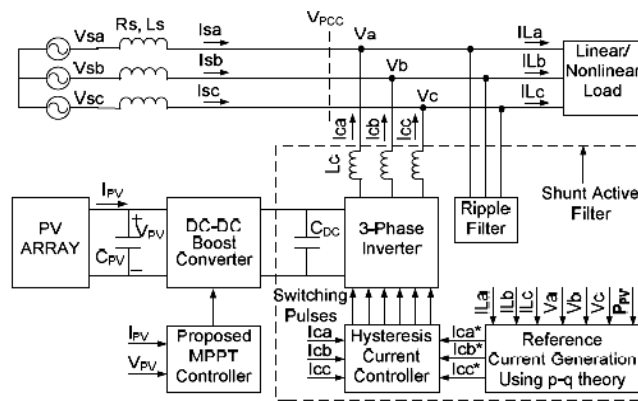 Vsa
Rs, Ls
Isa
VPCC
Va
ILa
Vsb
Isb
Vb
ILb
Linear/
Nonlinear
Load
Vsc
Isc
Vc
ILc
Ica
Icb
Icc
Lc
Shunt Active
Filter
Ripple
Filter
IPV
PV
ARRAY
+
VPV
CPV
−
DC-DC
Boost
Converter
CDC
3-Phase
Inverter
Switching
Pulses
ILa
ILb
ILc
Va
Vb
Vc
PPV
IPV
VPV
Proposed
MPPT
Controller
Ica
Icb
Icc
Hysteresis
Current
Controller
Ica*
Icb*
Icc*
Reference
Current Generation
Using p-q theory